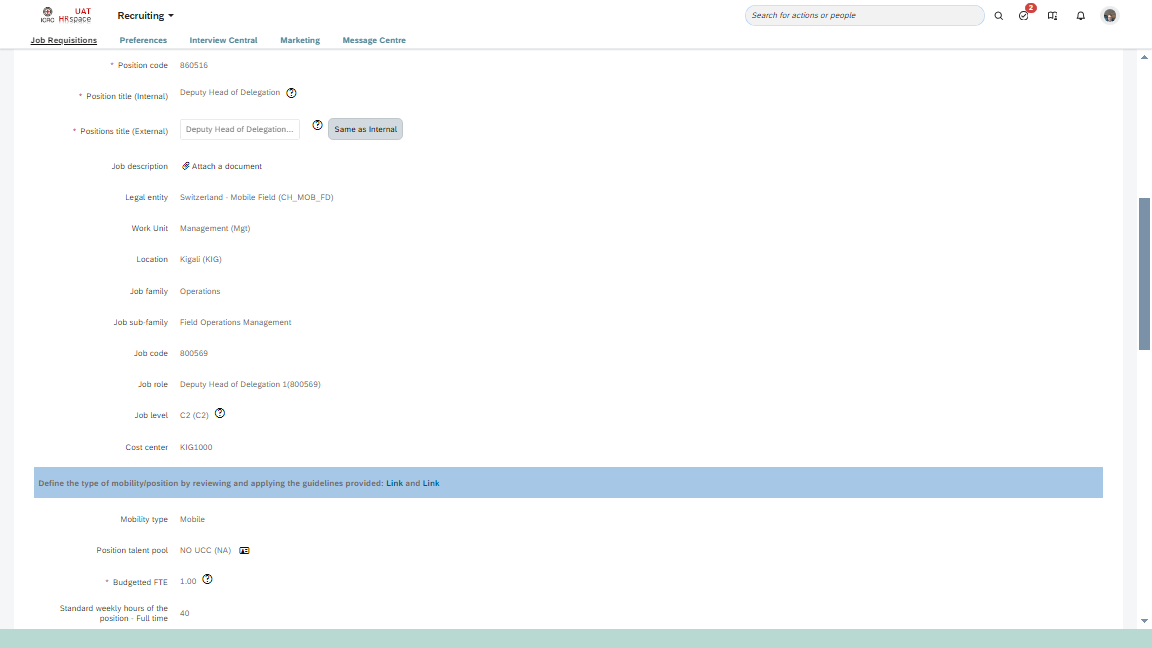 ICRC
UAT
HRspace
Recruiting
Search for actions or people
2
Job Requisitions
Preferences
Interview Central
Marketing
Message Centre
* Position code
860516
* Position title (Internal)
Deputy Head of Delegation
* Positions title (External)
Deputy Head of Delegation...
Same as Internal
Job description
Attach a document
Legal entity
Switzerland - Mobile Field (CH_MOB_FD)
Work Unit
Management (Mgt)
Location
Kigali (KIG)
Job family
Operations
Job sub-family
Field Operations Management
Job code
800569
Job role
Deputy Head of Delegation 1(800569)
Job level
C2 (C2)
Cost center
KIG1000
Define the type of mobility/position by reviewing and applying the guidelines provided: Link and Link
Mobility type
Mobile
Position talent pool
NO UCC (NA)
* Budgetted FTE
1.00
Standard weekly hours of the
position - Full time
40